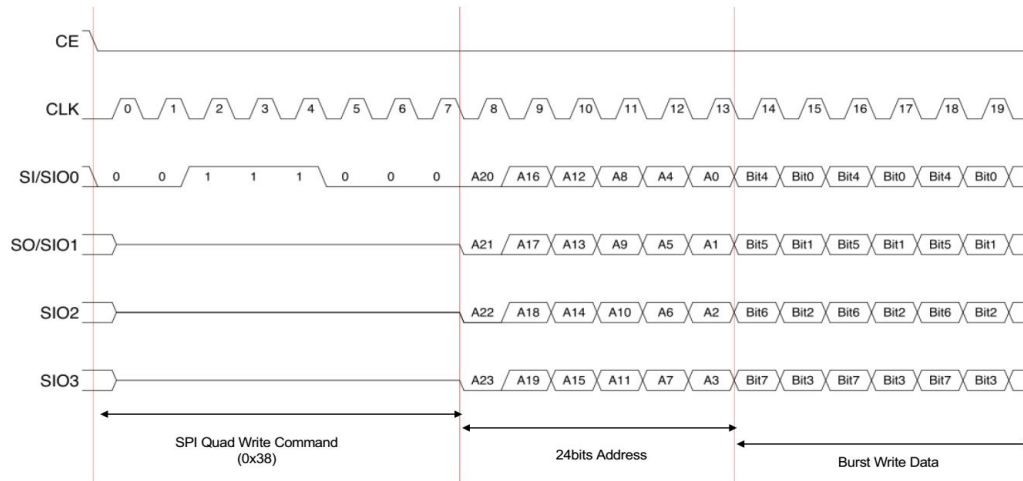 CE
CLK 0 1 2 3 4 5 6 7 8 9 10 11 12 13 14 15 16 17 18 19
SI/SIO0 0 0 1 1 1 0 0 0 A20 A16 A12 A8 A4 A0 Bit4 Bit0 Bit4 Bit0 Bit4 Bit0
SO/SIO1 A21 A17 A13 A9 A5 A1 Bit5 Bit1 Bit5 Bit1 Bit5 Bit1
SIO2 A22 A18 A14 A10 A6 A2 Bit6 Bit2 Bit6 Bit2 Bit6 Bit2
SIO3 A23 A19 A15 A11 A7 A3 Bit7 Bit3 Bit7 Bit3 Bit7 Bit3
SPI Quad Write Command
(0x38)
24bits Address
Burst Write Data